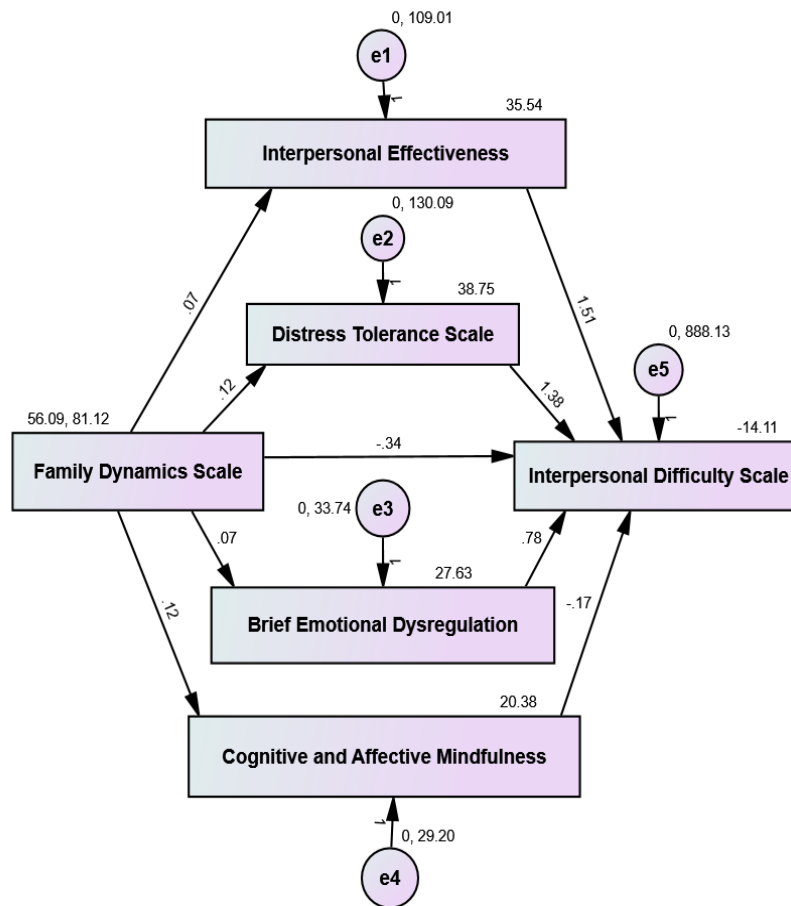 0, 109.01
e1
1
35.54
Interpersonal Effectiveness
0, 130.09
e2
1
38.75
Distress Tolerance Scale
.07
1.51
0, 888.13
e5
1
.12
1.38
56.09, 81.12
-14.11
Family Dynamics Scale
-.34
Interpersonal Difficulty Scale
0, 33.74
e3
1
.07
.78
27.63
Brief Emotional Dysregulation
.12
-.17
20.38
Cognitive and Affective Mindfulness
1
0, 29.20
e4